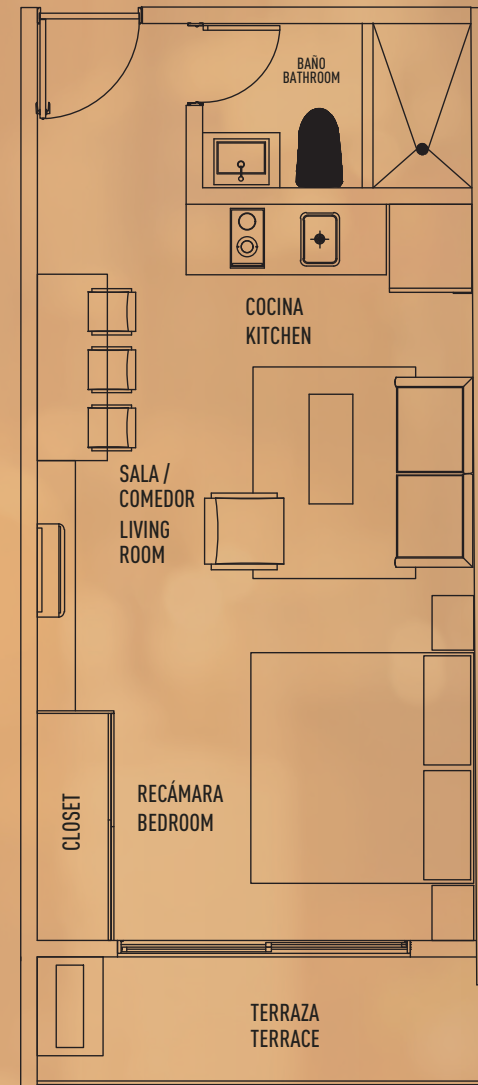 BAÑO
BATHROOM
COCINA
KITCHEN
SALA /
COMEDOR
LIVING
ROOM
RECÁMARA
BEDROOM
CLOSET
TERRAZA
TERRACE